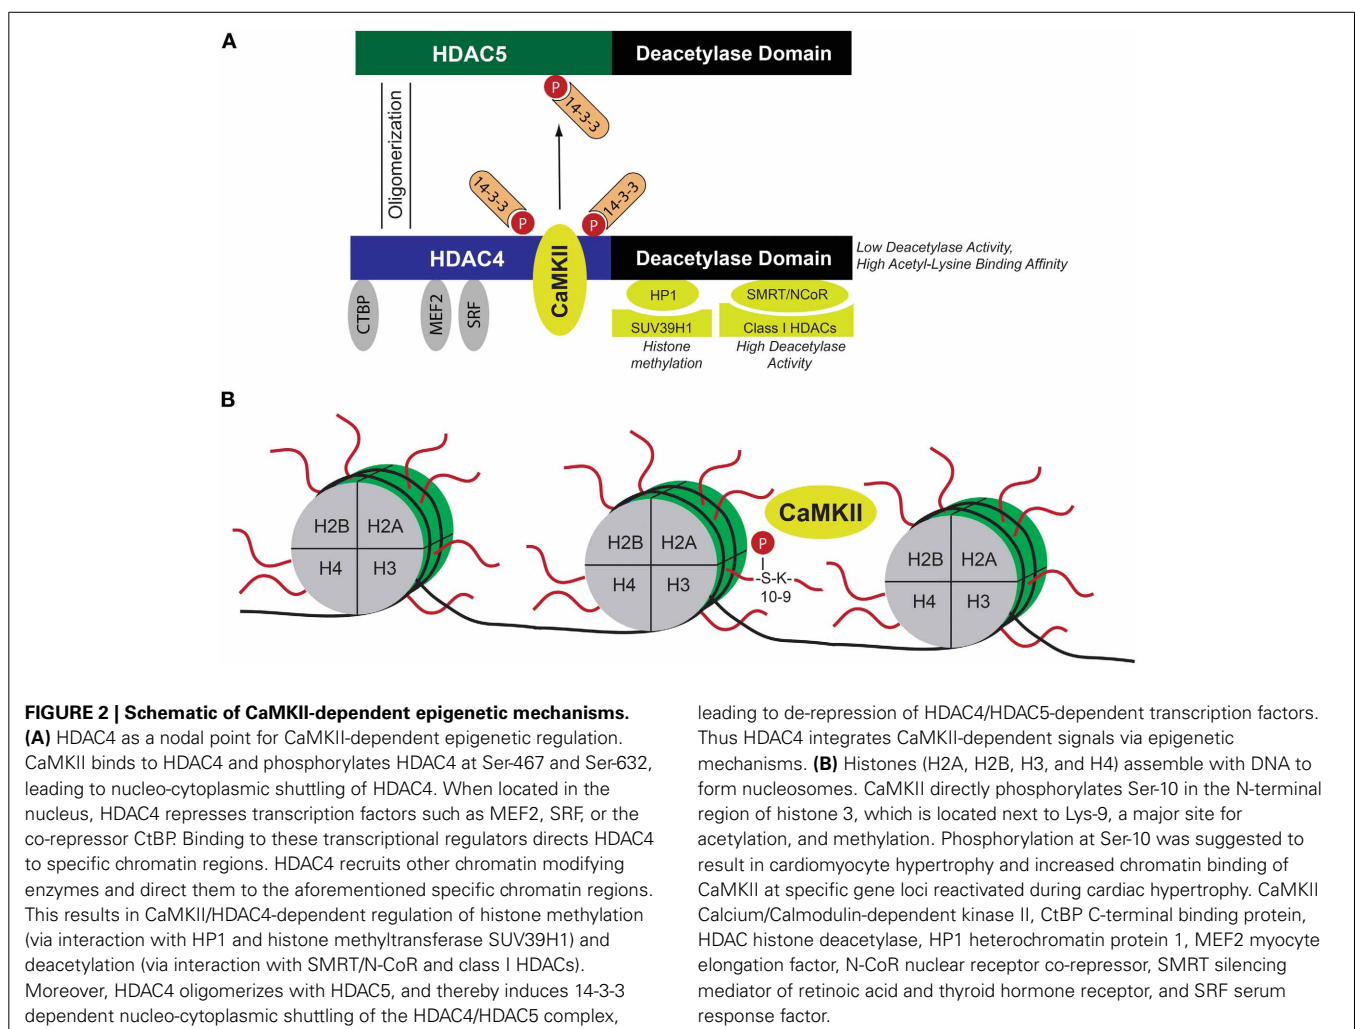 A
HDAC5
Deacetylase Domain
P
14-3-3
Oligomerization
14-3-3
P
14-3-3
P
HDAC4
CaMKII
Deacetylase Domain
Low Deacetylase Activity,
High Acetyl-Lysine Binding Affinity
CTBP
MEF2
SRF
HP1
SUV39H1
Histone
methylation
SMRT/NCoR
Class I HDACs
High Deacetylase
Activity
B
H2B H2A
H4 H3
H2B H2A
H4 H3
CaMKII
P
-S-K-
10-9
H2B H2A
H4 H3
FIGURE 2 | Schematic of CaMKII-dependent epigenetic mechanisms.
(A) HDAC4 as a nodal point for CaMKII-dependent epigenetic regulation.
CaMKII binds to HDAC4 and phosphorylates HDAC4 at Ser-467 and Ser-632,
leading to nucleo-cytoplasmic shuttling of HDAC4. When located in the
nucleus, HDAC4 represses transcription factors such as MEF2, SRF, or the
co-repressor CtBP. Binding to these transcriptional regulators directs HDAC4
to specific chromatin regions. HDAC4 recruits other chromatin modifying
enzymes and direct them to the aforementioned specific chromatin regions.
This results in CaMKII/HDAC4-dependent regulation of histone methylation
(via interaction with HP1 and histone methyltransferase SUV39H1) and
deacetylation (via interaction with SMRT/N-CoR and class I HDACs).
Moreover, HDAC4 oligomerizes with HDAC5, and thereby induces 14-3-3
dependent nucleo-cytoplasmic shuttling of the HDAC4/HDAC5 complex,
leading to de-repression of HDAC4/HDAC5-dependent transcription factors.
Thus HDAC4 integrates CaMKII-dependent signals via epigenetic
mechanisms. (B) Histones (H2A, H2B, H3, and H4) assemble with DNA to
form nucleosomes. CaMKII directly phosphorylates Ser-10 in the N-terminal
region of histone 3, which is located next to Lys-9, a major site for
acetylation, and methylation. Phosphorylation at Ser-10 was suggested to
result in cardiomyocyte hypertrophy and increased chromatin binding of
CaMKII at specific gene loci reactivated during cardiac hypertrophy. CaMKII
Calcium/Calmodulin-dependent kinase II, CtBP C-terminal binding protein,
HDAC histone deacetylase, HP1 heterochromatin protein 1, MEF2 myocyte
elongation factor, N-CoR nuclear receptor co-repressor, SMRT silencing
mediator of retinoic acid and thyroid hormone receptor, and SRF serum
response factor.